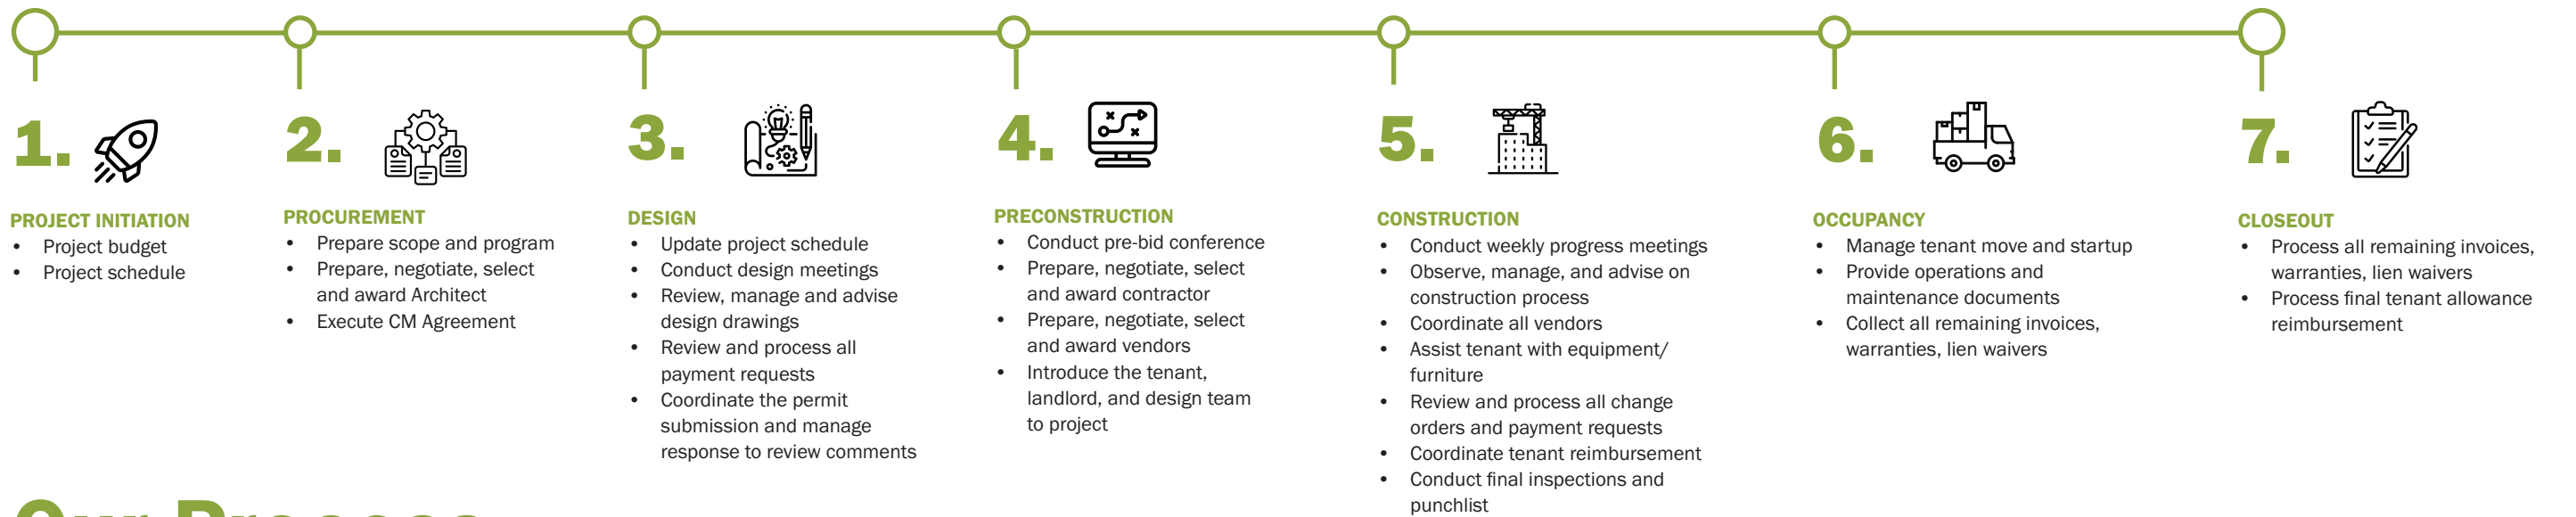 1.
PROJECT INITIATION
• Project budget
• Project schedule
2.
PROCUREMENT
• Prepare scope and program
• Prepare, negotiate, select
and award Architect
• Execute CM Agreement
3.
DESIGN
• Update project schedule
• Conduct design meetings
• Review, manage and advise
design drawings
• Review and process all
payment requests
• Coordinate the permit
submission and manage
response to review comments
4.
PRECONSTRUCTION
• Conduct pre-bid conference
• Prepare, negotiate, select
and award contractor
• Prepare, negotiate, select
and award vendors
• Introduce the tenant,
landlord, and design team
to project
5.
CONSTRUCTION
• Conduct weekly progress meetings
• Observe, manage, and advise on
construction process
• Coordinate all vendors
• Assist tenant with equipment/
furniture
• Review and process all change
orders and payment requests
• Coordinate tenant reimbursement
• Conduct final inspections and
punchlist
6.
OCCUPANCY
• Manage tenant move and startup
• Provide operations and
maintenance documents
• Collect all remaining invoices,
warranties, lien waivers
7.
CLOSEOUT
• Process all remaining invoices,
warranties, lien waivers
• Process final tenant allowance
reimbursement
Our Process